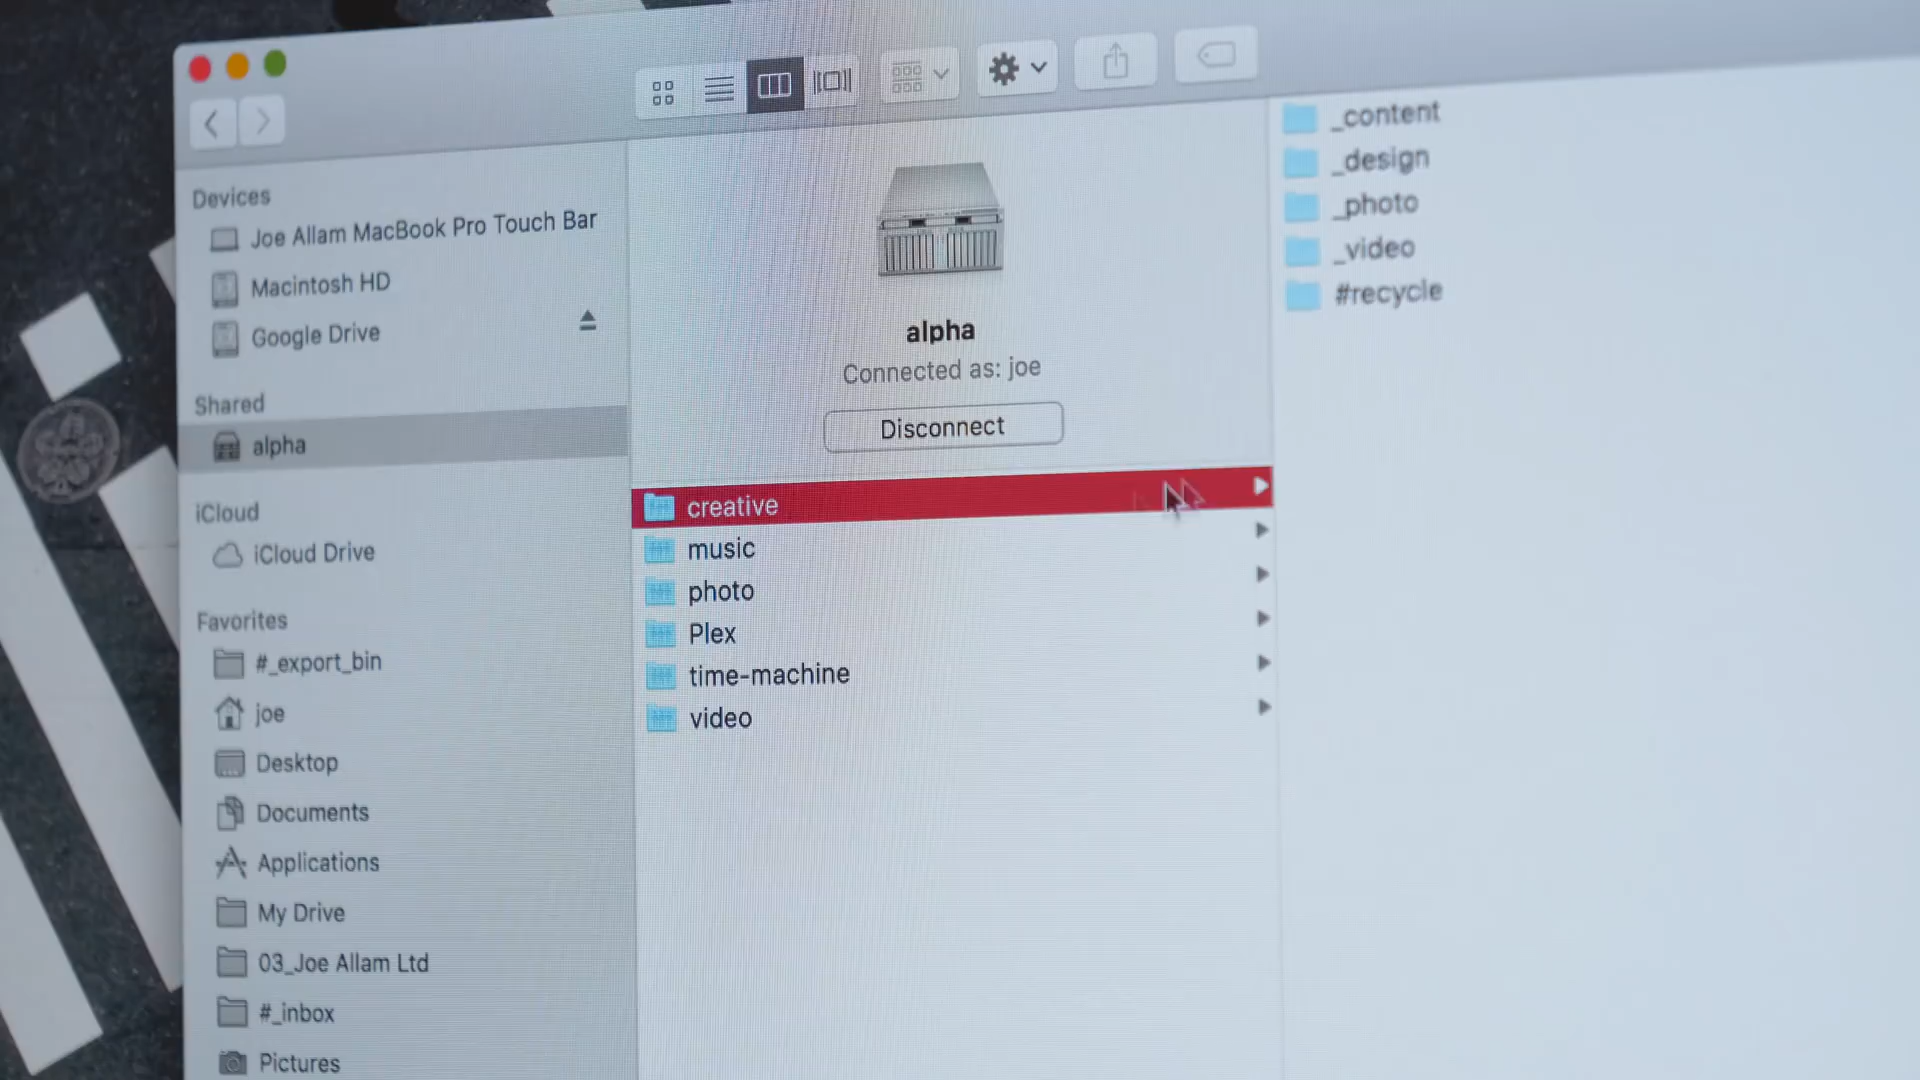 Devices
Joe Allam MacBook Pro Touch Bar
Macintosh HD
Google Drive
Shared
alpha
iCloud
iCloud Drive
Favorites
#_export_bin
joe
Desktop
Documents
Applications
My Drive
03_Joe Allam Ltd
#_inbox
Pictures
alpha
Connected as: joe
Disconnect
creative
music
photo
Plex
time-machine
video
_content
_design
_photo
_video
#recycle